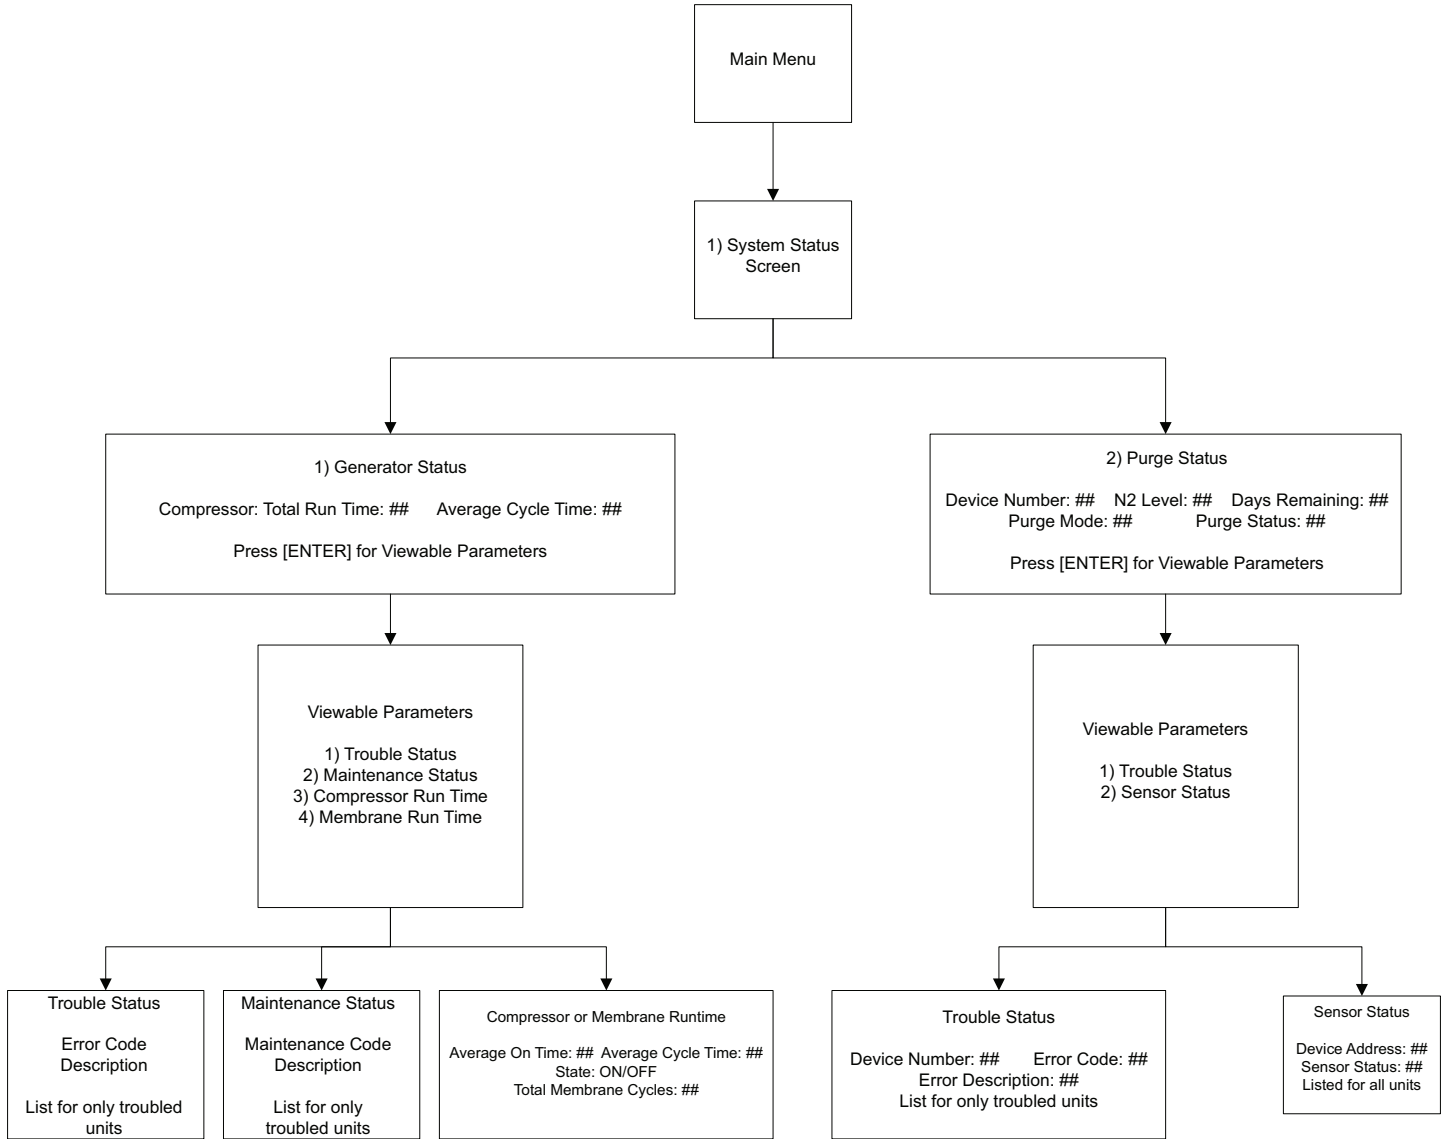 Main Menu
1) System Status
Screen
1) Generator Status
Compressor: Total Run Time: ## Average Cycle Time: ##
Press [ENTER] for Viewable Parameters
2) Purge Status
Device Number: ## N2 Level: ## Days Remaining: ##
Purge Mode: ## Purge Status: ##
Press [ENTER] for Viewable Parameters
Viewable Parameters
1) Trouble Status
2) Maintenance Status
3) Compressor Run Time
4) Membrane Run Time
Viewable Parameters
1) Trouble Status
2) Sensor Status
Trouble Status
Error Code
Description
List for only troubled
units
Maintenance Status
Maintenance Code
Description
List for only
troubled units
Compressor or Membrane Runtime
Average On Time: ## Average Cycle Time: ##
State: ON/OFF
Total Membrane Cycles: ##
Trouble Status
Device Number: ## Error Code: ##
Error Description: ##
List for only troubled units
Sensor Status
Device Address: ##
Sensor Status: ##
Listed for all units